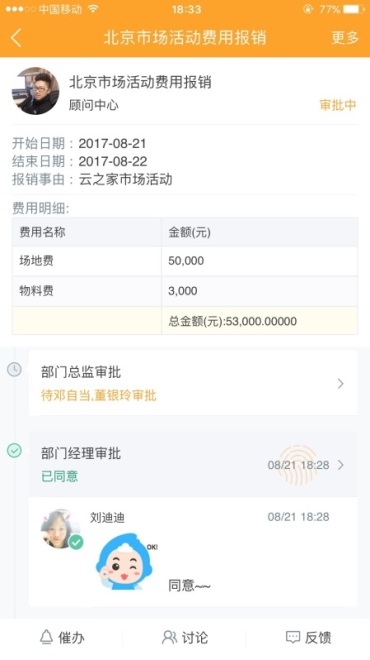 中国移动 18:33 77%
北京市场活动费用报销 更多
北京市场活动费用报销
顾问中心 审批中
开始日期：2017-08-21
结束日期：2017-08-22
报销事由：云之家市场活动
费用明细:
费用名称 金额(元)
场地费 50,000
物料费 3,000
总金额(元):53,000.00000
部门总监审批
待邓自当,董银玲审批
部门经理审批
已同意 08/21 18:28
刘迪迪 08/21 18:28
OK!
同意~~
催办 讨论 反馈